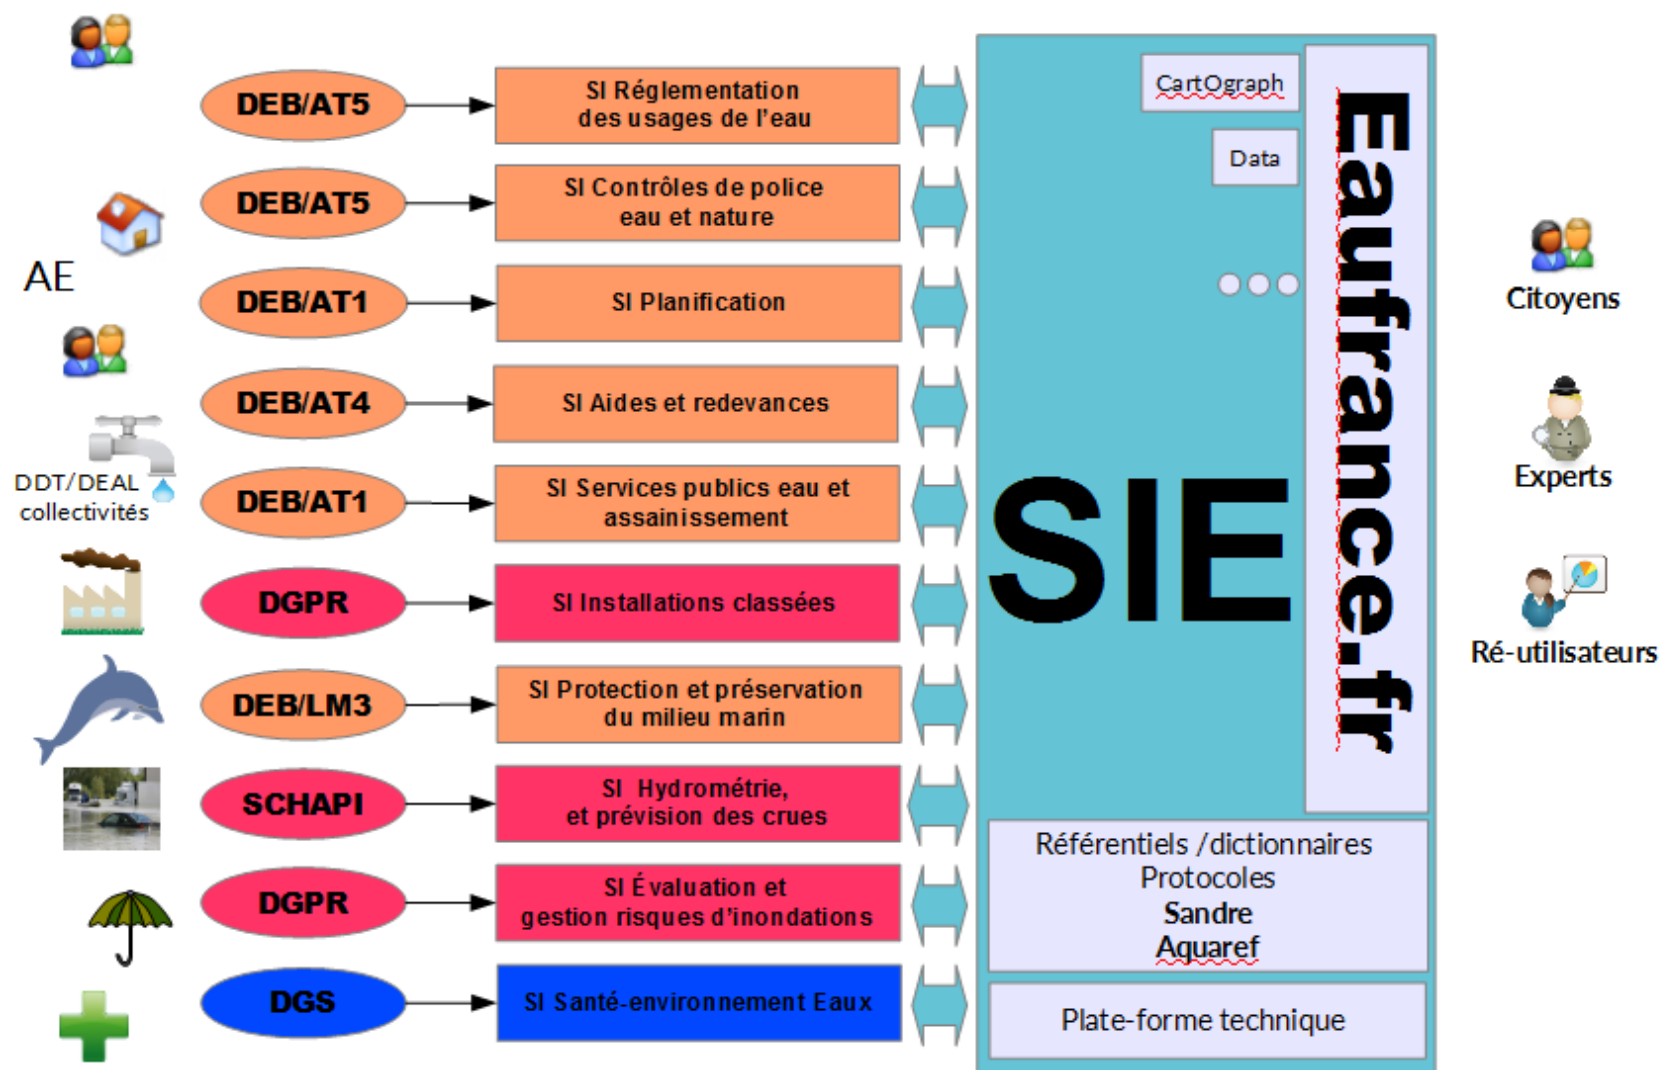 AE
DDT/DEAL
collectivités
DEB/AT5
SI Réglementation
des usages de l'eau
DEB/AT5
SI Contrôles de police
eau et nature
DEB/AT1
SI Planification
DEB/AT4
SI Aides et redevances
DEB/AT1
SI Services publics eau et
assainissement
DGPR
SI Installations classées
DEB/LM3
SI Protection et préservation
du milieu marin
SCHAPI
SI Hydrométrie,
et prévision des crues
DGPR
SI Évaluation et
gestion risques d'inondations
DGS
SI Santé-environnement Eaux
CartOgraph
Data
SIE
Eaufrance.fr
Référentiels /dictionnaires
Protocoles
Sandre
Aquaref
Plate-forme technique
Citoyens
Experts
Ré-utilisateurs